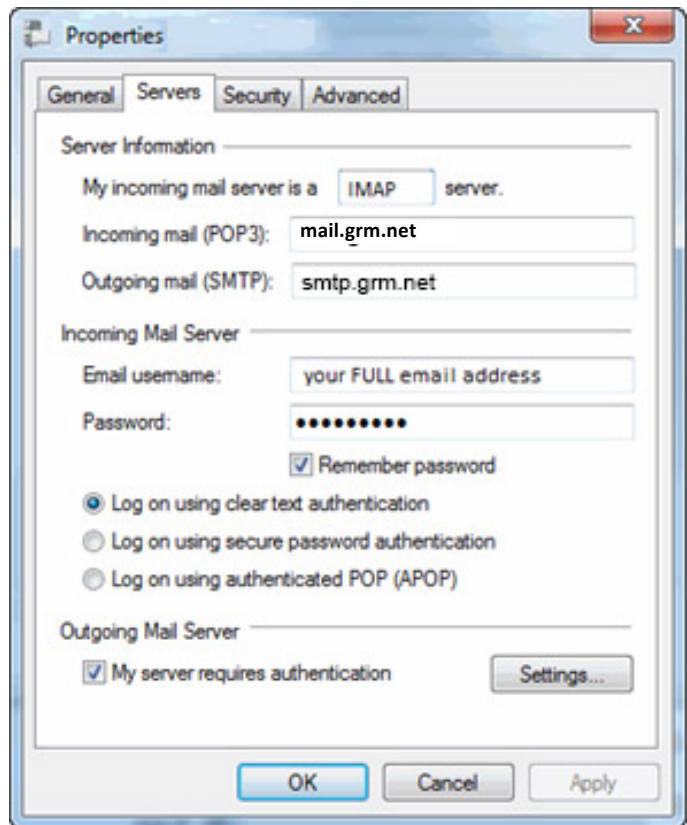 Properties
General Servers Security Advanced
Server Information
My incoming mail server is a IMAP server.
Incoming mail (POP3): mail.grm.net
Outgoing mail (SMTP): smtp.grm.net
Incoming Mail Server
Email username: your FULL email address
Password: •••••••••
Remember password
Log on using clear text authentication
Log on using secure password authentication
Log on using authenticated POP (APOP)
Outgoing Mail Server
My server requires authentication Settings...
OK Cancel Apply